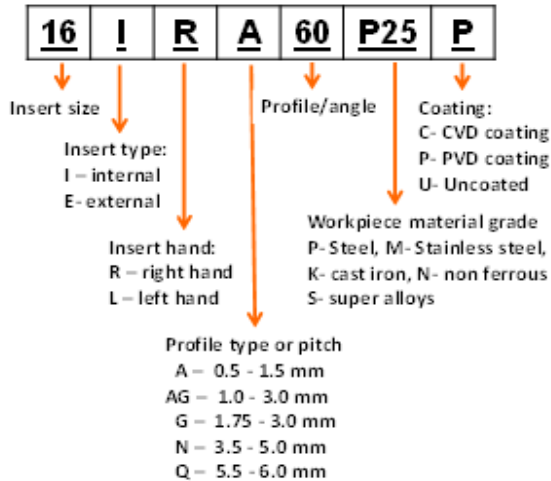 16 I R A 60 P25 P
Insert size
Profile/angle
Coating:
C- CVD coating
P- PVD coating
U- Uncoated
Insert type:
I – internal
E- external
Workpiece material grade
P- Steel, M- Stainless steel,
K- cast iron, N- non ferrous
S- super alloys
Insert hand:
R – right hand
L – left hand
Profile type or pitch
A – 0.5 - 1.5 mm
AG – 1.0 - 3.0 mm
G – 1.75 - 3.0 mm
N – 3.5 - 5.0 mm
Q – 5.5 - 6.0 mm